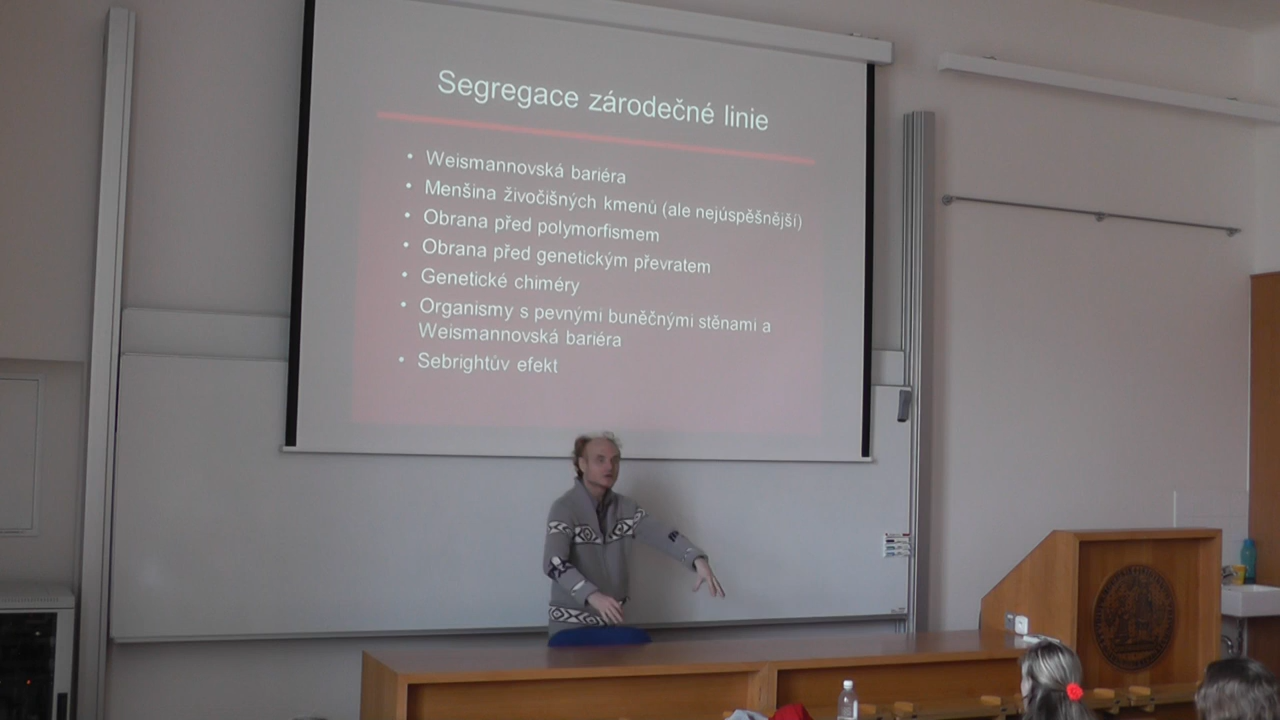 Segregace zárodečné linie
• Weismannovská bariéra
• Menšina živočišných kmenů (ale nejúspěšnější)
• Obrana před polymorfismem
• Obrana před genetickým převratem
• Genetické chiméry
• Organismy s pevnými buněčnými stěnami a
Weismannovská bariéra
• Sebrightův efekt